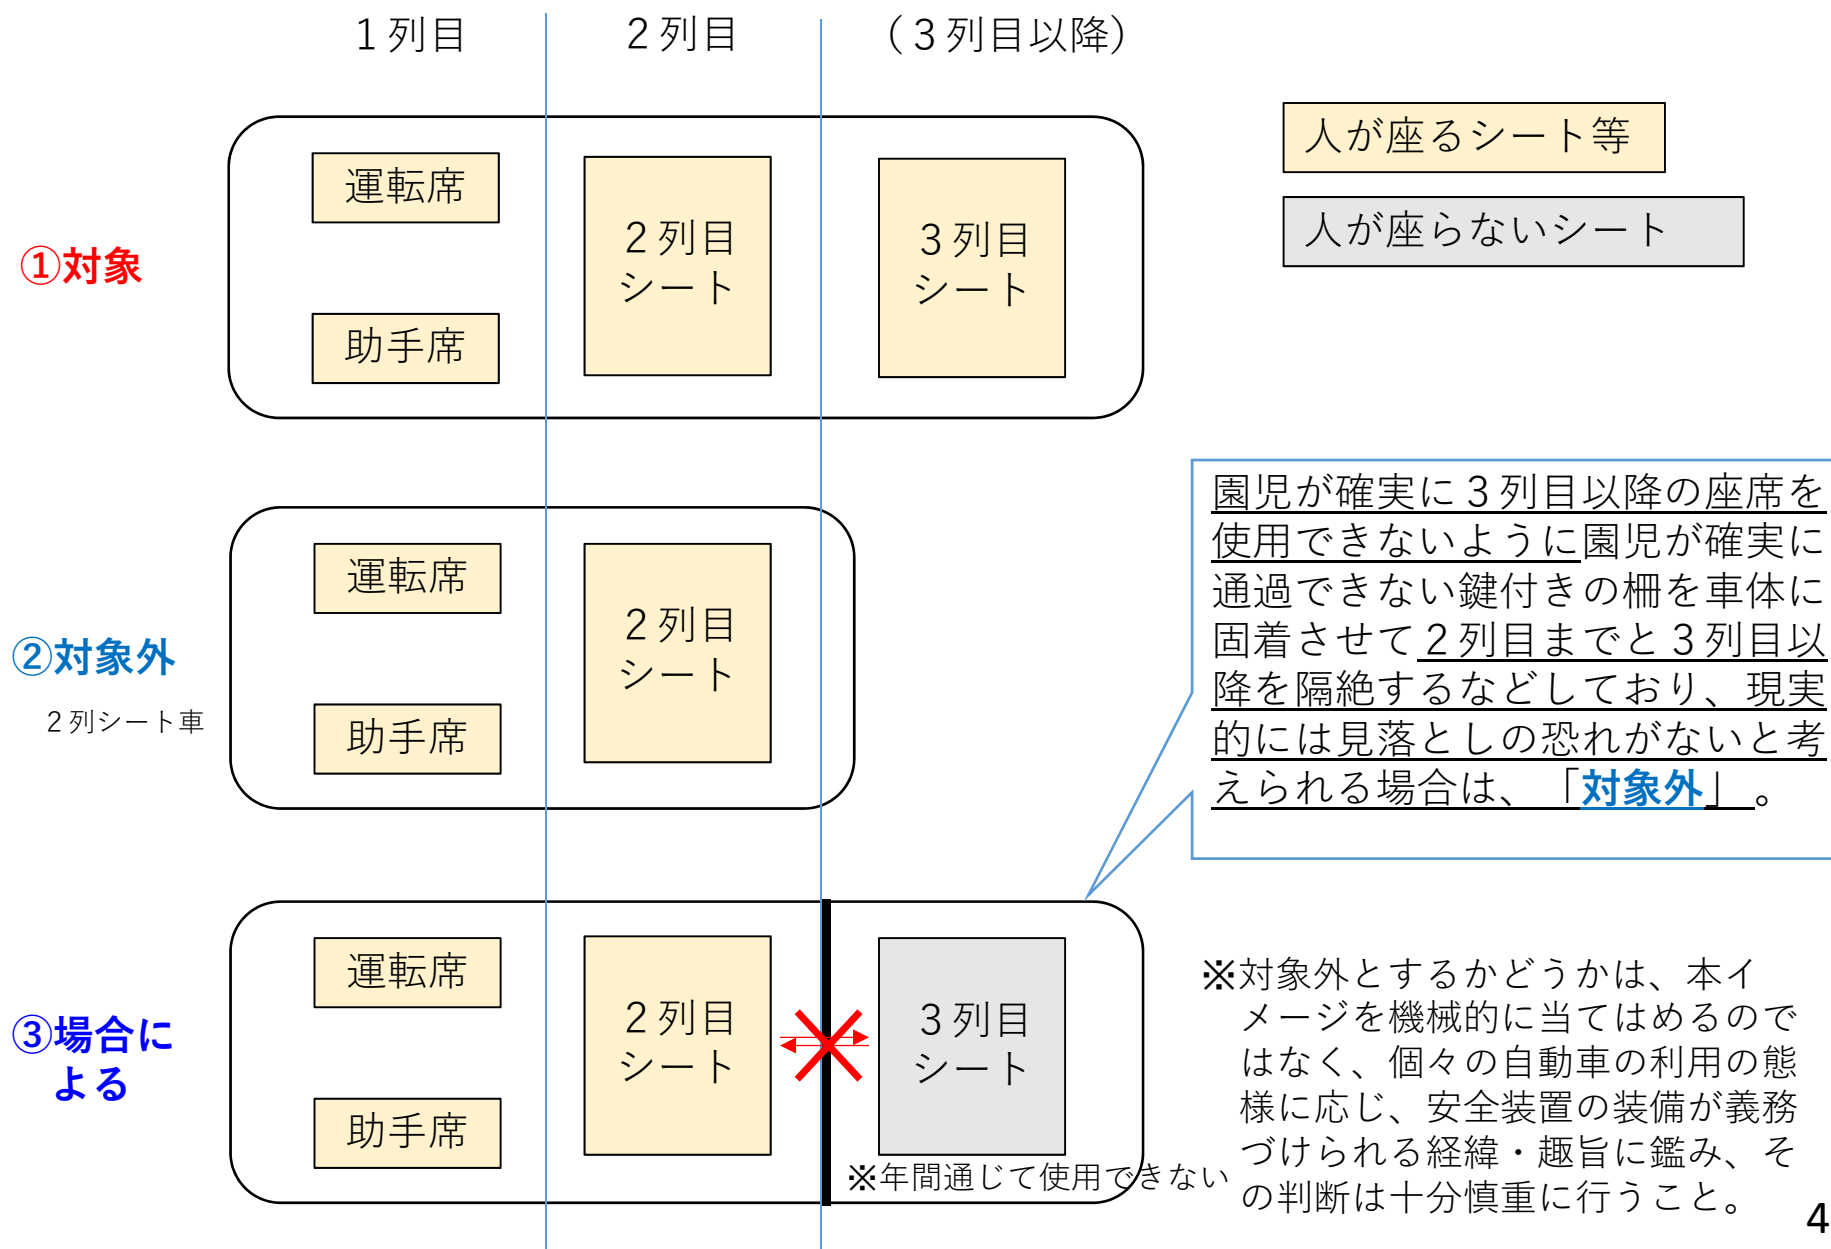 １列目
２列目
（３列目以降）
人が座るシート等
人が座らないシート
①対象
運転席
助手席
２列目
シート
３列目
シート
②対象外
２列シート車
運転席
助手席
２列目
シート
園児が確実に３列目以降の座席を
使用できないように園児が確実に
通過できない鍵付きの柵を車体に
固着させて２列目までと３列目以
降を隔絶するなどしており、現実
的には見落としの恐れがないと考
えられる場合は、「対象外」。
③場合に
よる
運転席
助手席
２列目
シート
３列目
シート
※年間通じて使用できない
※対象外とするかどうかは、本イ
メージを機械的に当てはめるので
はなく、個々の自動車の利用の態
様に応じ、安全装置の装備が義務
づけられる経緯・趣旨に鑑み、そ
の判断は十分慎重に行うこと。
4